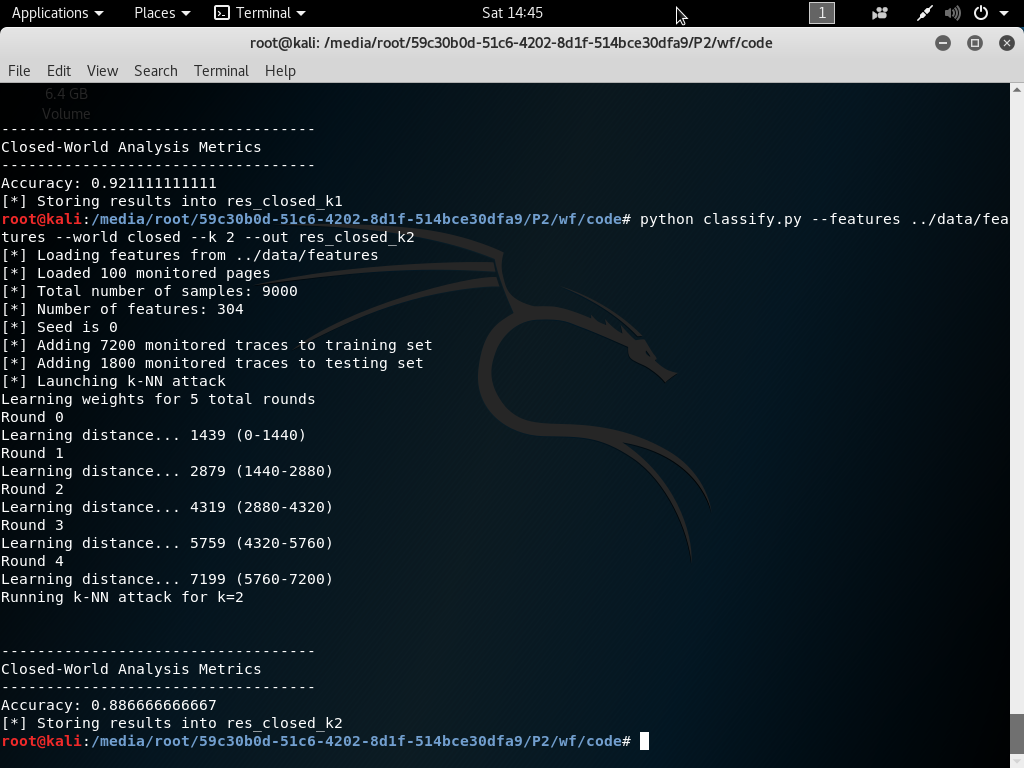 Applications Places Terminal Sat 14:45 1
root@kali: /media/root/59c30b0d-51c6-4202-8d1f-514bce30dfa9/P2/wf/code
File Edit View Search Terminal Help
6.4 GB
Volume
-----------------------------------
Closed-World Analysis Metrics
-----------------------------------
Accuracy: 0.921111111111
[*] Storing results into res_closed_k1
root@kali:/media/root/59c30b0d-51c6-4202-8d1f-514bce30dfa9/P2/wf/code# python classify.py --features ../data/fea
tures --world closed --k 2 --out res_closed_k2
[*] Loading features from ../data/features
[*] Loaded 100 monitored pages
[*] Total number of samples: 9000
[*] Number of features: 304
[*] Seed is 0
[*] Adding 7200 monitored traces to training set
[*] Adding 1800 monitored traces to testing set
[*] Launching k-NN attack
Learning weights for 5 total rounds
Round 0
Learning distance... 1439 (0-1440)
Round 1
Learning distance... 2879 (1440-2880)
Round 2
Learning distance... 4319 (2880-4320)
Round 3
Learning distance... 5759 (4320-5760)
Round 4
Learning distance... 7199 (5760-7200)
Running k-NN attack for k=2
-----------------------------------
Closed-World Analysis Metrics
-----------------------------------
Accuracy: 0.886666666667
[*] Storing results into res_closed_k2
root@kali:/media/root/59c30b0d-51c6-4202-8d1f-514bce30dfa9/P2/wf/code#